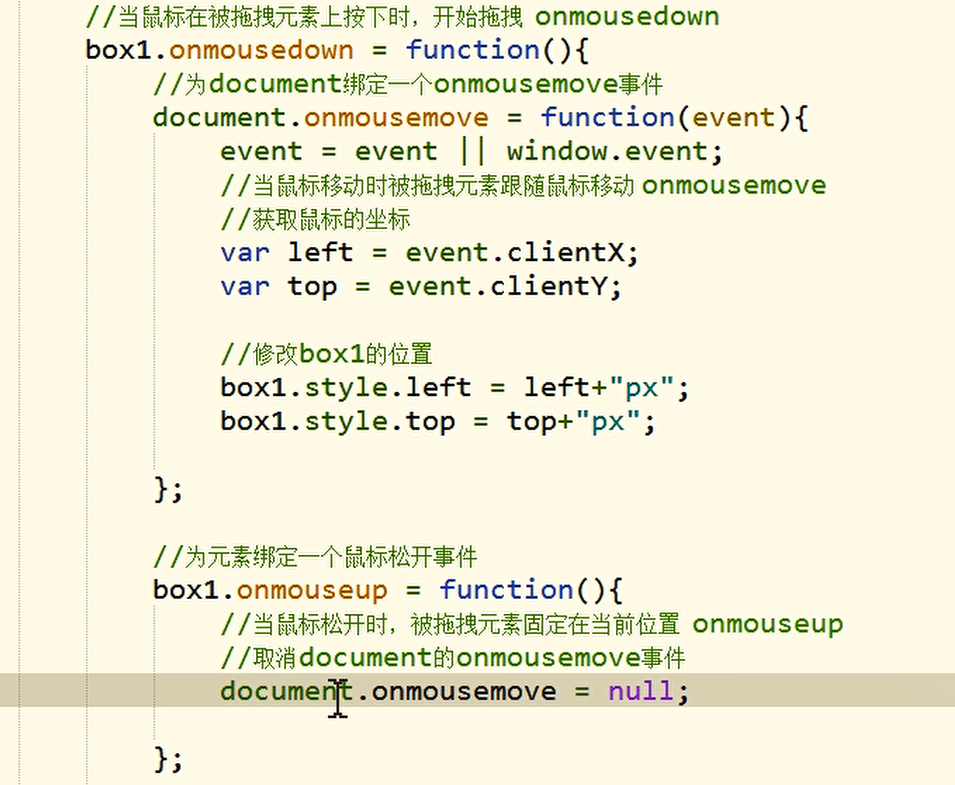 //当鼠标在被拖拽元素上按下时，开始拖拽 onmousedown
box1.onmousedown = function(){
//为document绑定一个onmousemove事件
document.onmousemove = function(event){
event = event || window.event;
//当鼠标移动时被拖拽元素跟随鼠标移动 onmousemove
//获取鼠标的坐标
var left = event.clientX;
var top = event.clientY;
//修改box1的位置
box1.style.left = left+"px";
box1.style.top = top+"px";
};
//为元素绑定一个鼠标松开事件
box1.onmouseup = function(){
//当鼠标松开时，被拖拽元素固定在当前位置 onmouseup
//取消document的onmousemove事件
document.onmousemove = null;
};